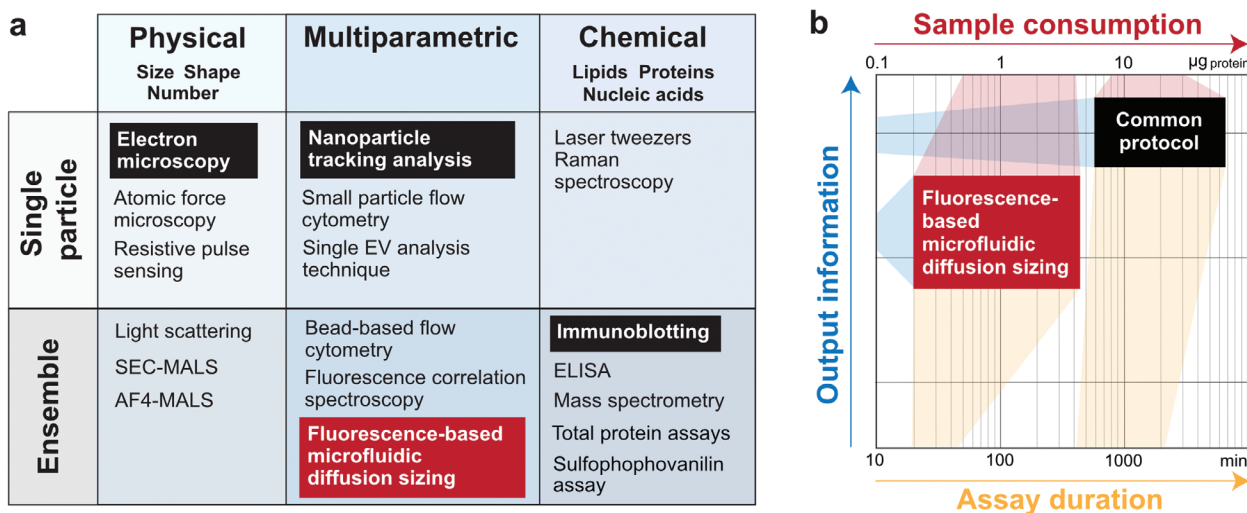 a
Physical
Size Shape
Number
Multiparametric
Chemical
Lipids Proteins
Nucleic acids
Single
particle
Electron
microscopy
Atomic force
microscopy
Resistive pulse
sensing
Nanoparticle
tracking analysis
Small particle flow
cytometry
Single EV analysis
technique
Laser tweezers
Raman
spectroscopy
Ensemble
Light scattering
SEC-MALS
AF4-MALS
Bead-based flow
cytometry
Fluorescence correlation
spectroscopy
Fluorescence-based
microfluidic
diffusion sizing
Immunoblotting
ELISA
Mass spectrometry
Total protein assays
Sulfophophovanilin
assay
b
Sample consumption
0.1 1 10 µg protein
Output information
Common
protocol
Fluorescence-
based
microfluidic
diffusion sizing
10 100 1000 min
Assay duration